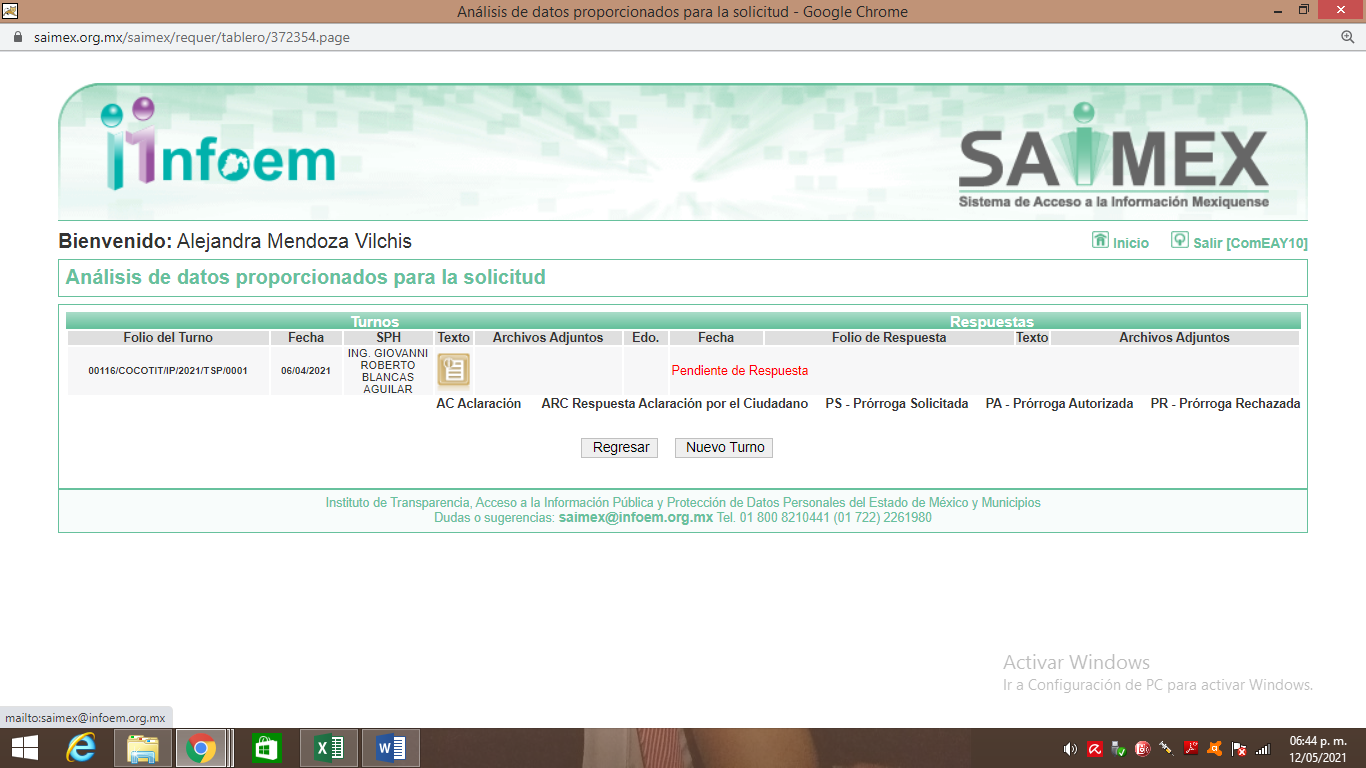 Análisis de datos proporcionados para la solicitud - Google Chrome
saimex.org.mx/saimex/requer/tablero/372354.page
infoem
SAIMEX
Sistema de Acceso a la Información Mexiquense
Bienvenido: Alejandra Mendoza Vilchis
Inicio Salir [ComEAY10]
Análisis de datos proporcionados para la solicitud
Turnos Respuestas
Folio del Turno Fecha SPH Texto Archivos Adjuntos Edo. Fecha Folio de Respuesta Texto Archivos Adjuntos
00116/COCOTIT/IP/2021/TSP/0001 06/04/2021 ING. GIOVANNI
ROBERTO
BLANCAS
AGUILAR
Pendiente de Respuesta
AC Aclaración ARC Respuesta Aclaración por el Ciudadano PS - Prórroga Solicitada PA - Prórroga Autorizada PR - Prórroga Rechazada
Regresar Nuevo Turno
Instituto de Transparencia, Acceso a la Información Pública y Protección de Datos Personales del Estado de México y Municipios
Dudas o sugerencias: saimex@infoem.org.mx Tel. 01 800 8210441 (01 722) 2261980
Activar Windows
Ir a Configuración de PC para activar Windows.
mailto:saimex@infoem.org.mx
06:44 p. m.
12/05/2021